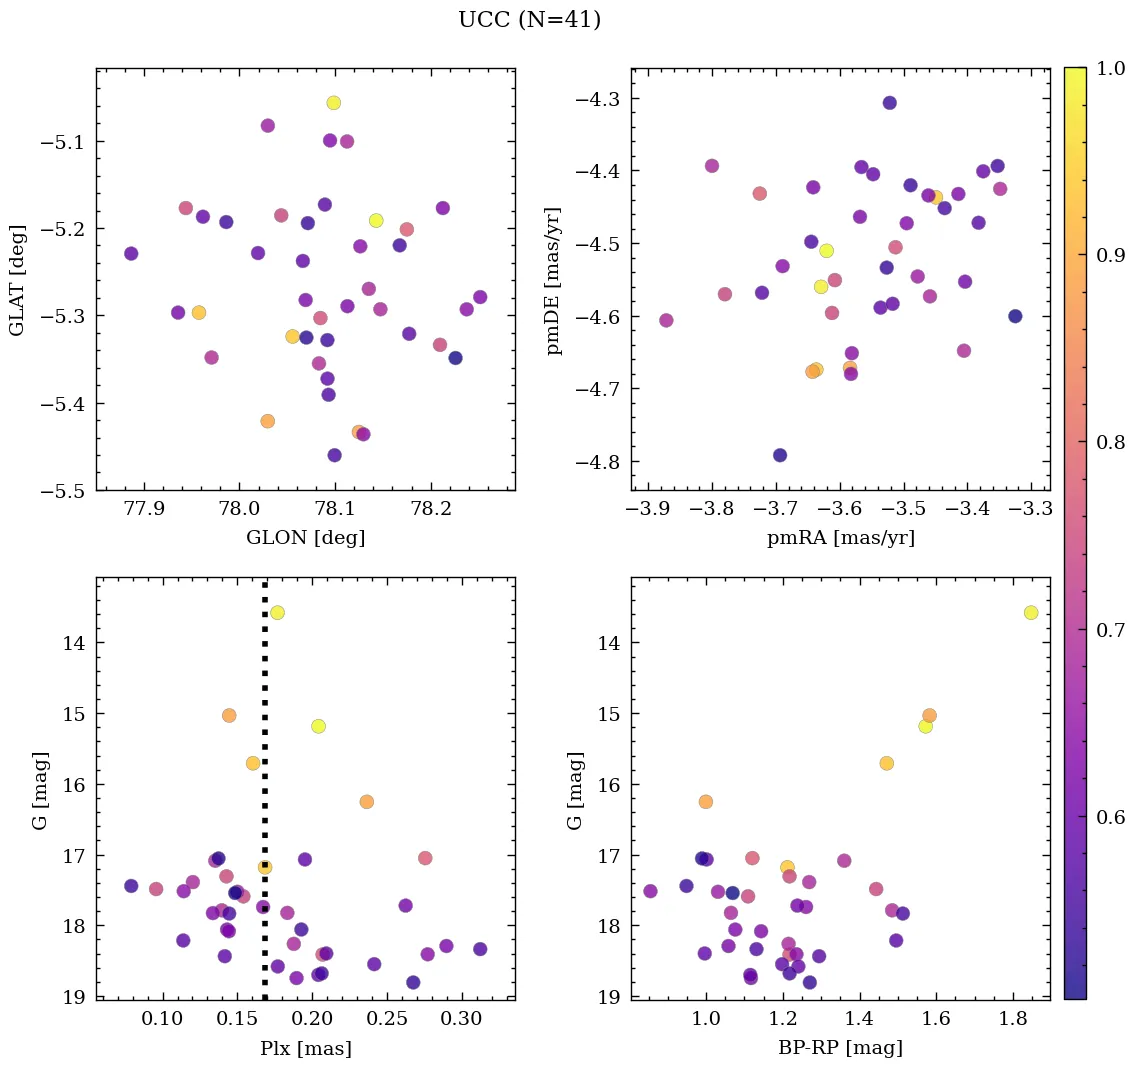 UCC (N=41)
−5.1
−5.2
−5.3
−5.4
−5.5
GLAT [deg]
77.9 78.0 78.1 78.2
GLON [deg]
−4.3
−4.4
−4.5
−4.6
−4.7
−4.8
pmDE [mas/yr]
−3.9 −3.8 −3.7 −3.6 −3.5 −3.4 −3.3
pmRA [mas/yr]
14
15
16
17
18
19
G [mag]
0.10 0.15 0.20 0.25 0.30
Plx [mas]
14
15
16
17
18
19
G [mag]
1.0 1.2 1.4 1.6 1.8
BP-RP [mag]
1.0
0.9
0.8
0.7
0.6